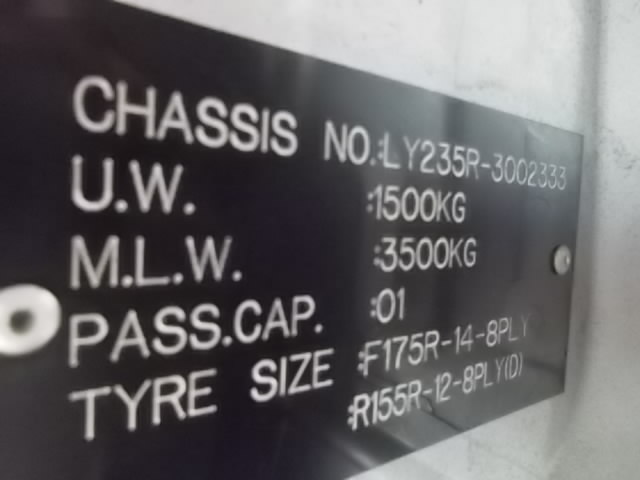 CHASSIS NO.:LY235R-3002333
U.W. :1500KG
M.L.W. :3500KG
PASS.CAP. :01
TYRE SIZE :F175R-14-8PLY
:R155R-12-8PLY(D)